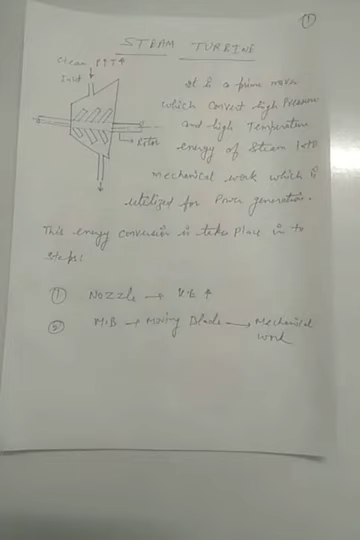 ①
STEAM TURBINE
Steam P↑T↑
Inlet
It is a prime mover
which convert high Pressure
and high Temperature
Rotor
energy of Steam into
mechanical work which is
utilized for Power generation.
This energy conversion is takes place in to
steps:
① Nozzle → K.E ↑
② M.B → Moving Blade → Mechanical
work